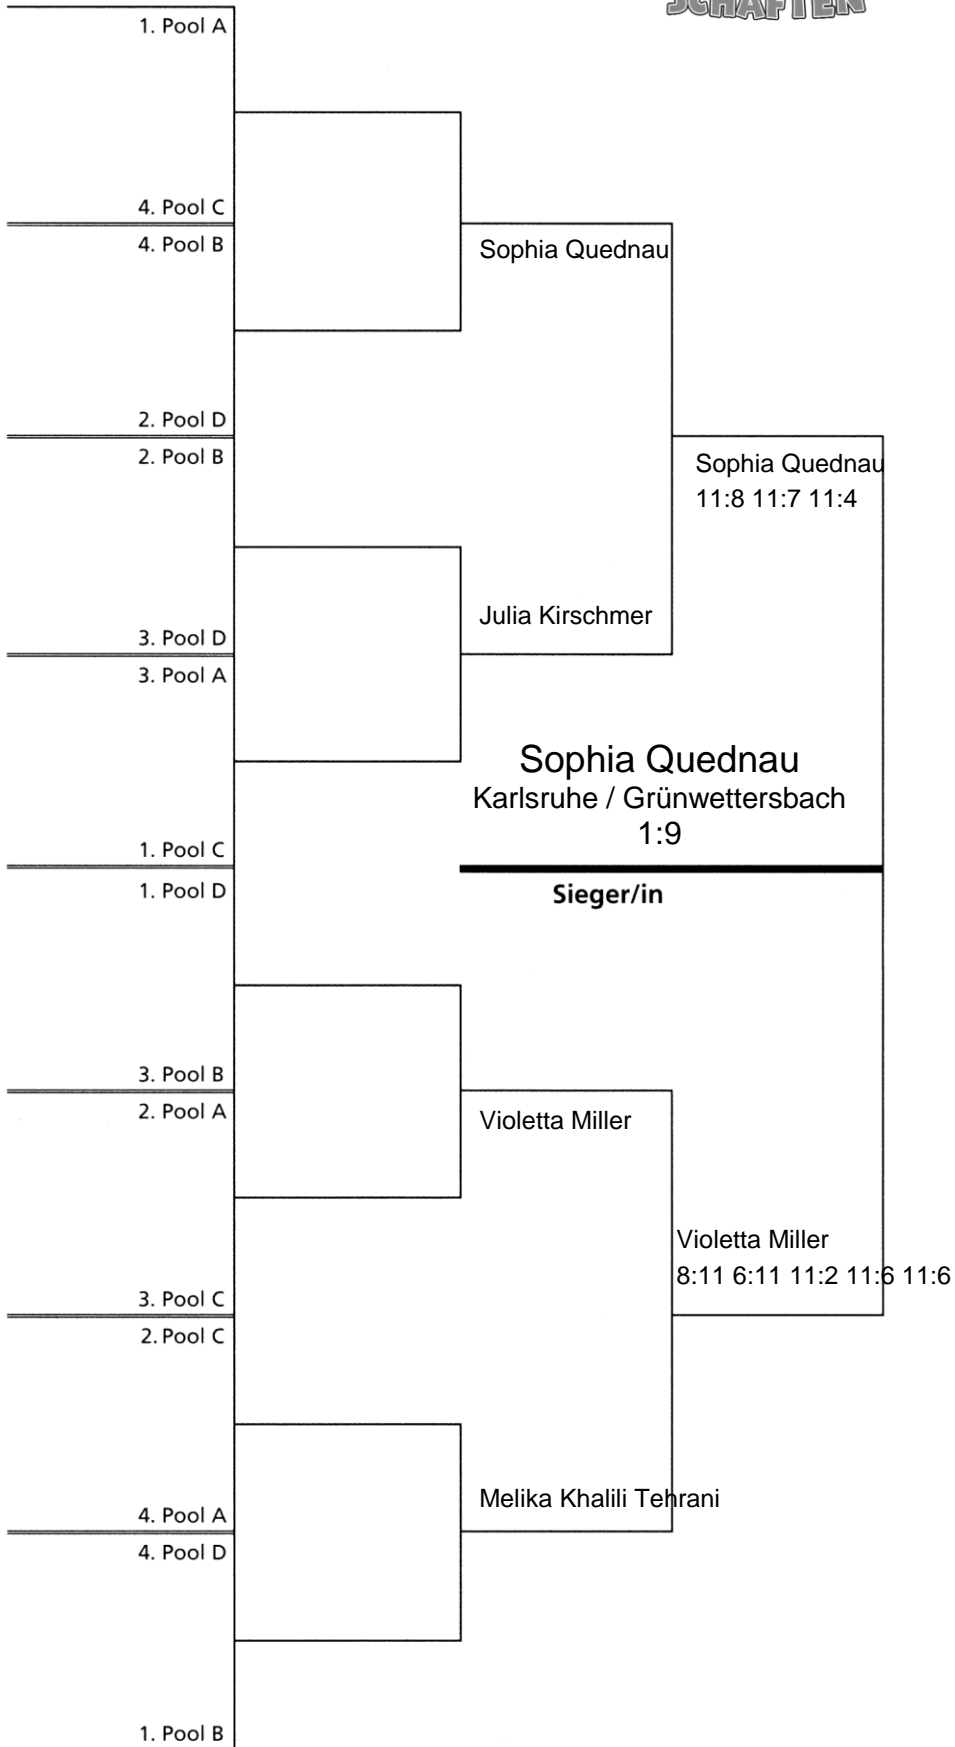 SCHAFTEN
1. Pool A
4. Pool C
4. Pool B
Sophia Quednau
2. Pool D
2. Pool B
Sophia Quednau
11:8 11:7 11:4
Julia Kirschmer
3. Pool D
3. Pool A
Sophia Quednau
Karlsruhe / Grünwettersbach
1:9
1. Pool C
1. Pool D
Sieger/in
3. Pool B
2. Pool A
Violetta Miller
Violetta Miller
8:11 6:11 11:2 11:6 11:6
3. Pool C
2. Pool C
Melika Khalili Tehrani
4. Pool A
4. Pool D
1. Pool B